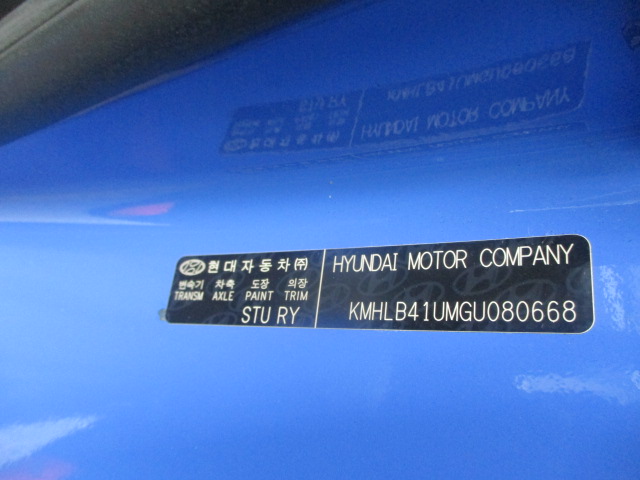 현대자동차㈜
변속기 차축 도장 의장
TRANSM AXLE PAINT TRIM
STU RY
HYUNDAI MOTOR COMPANY
KMHLB41UMGU080668